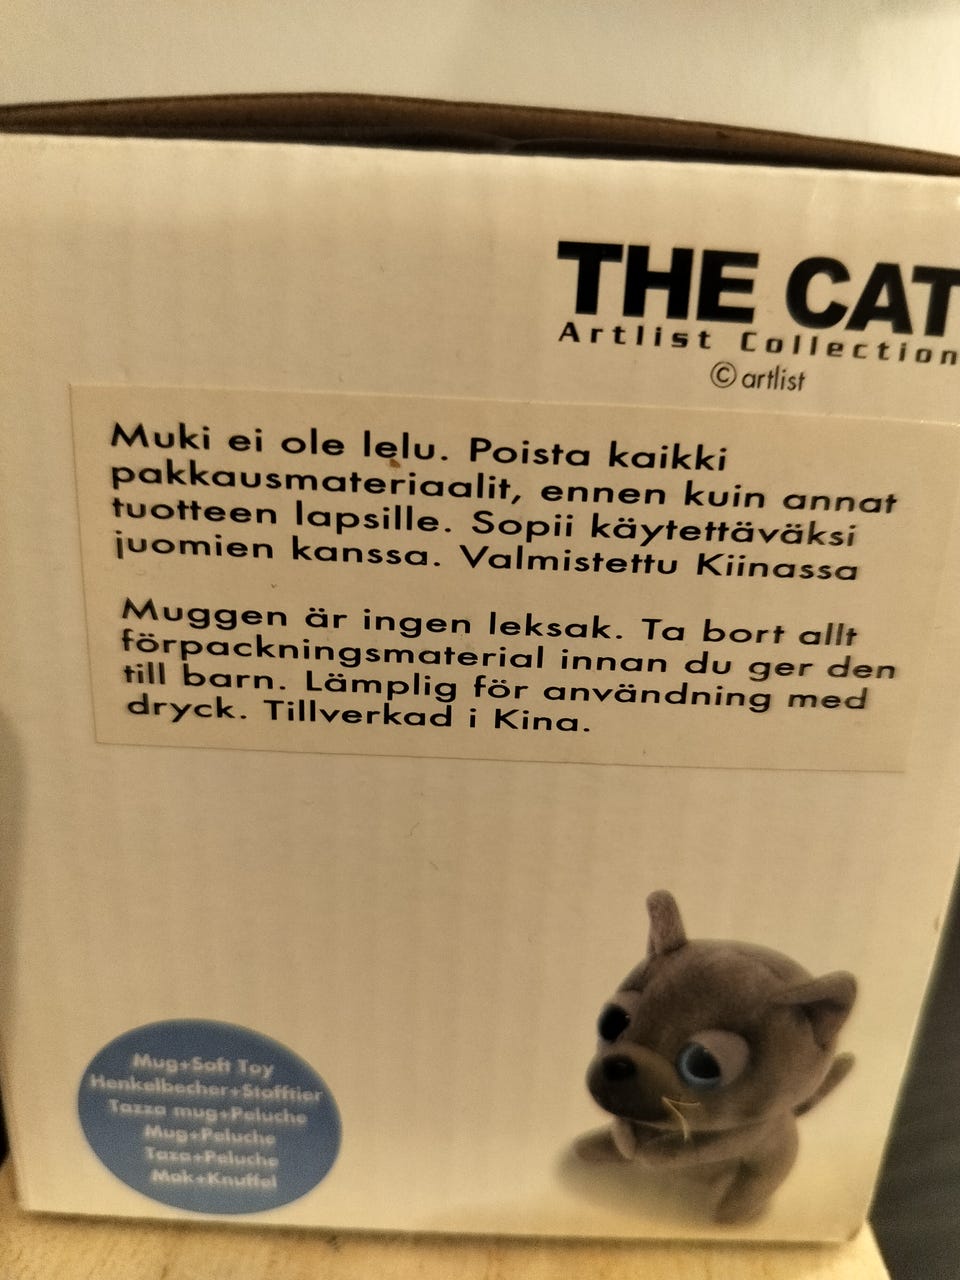 THE CAT
Artlist Collection
© artlist
Muki ei ole lelu. Poista kaikki
pakkausmateriaalit, ennen kuin annat
tuotteen lapsille. Sopii käytettäväksi
juomien kanssa. Valmistettu Kiinassa
Muggen är ingen leksak. Ta bort allt
förpackningsmaterial innan du ger den
till barn. Lämplig för användning med
dryck. Tillverkad i Kina.
Mug+Soft Toy
Henkelbecher+Stofftier
Tazza mug+Peluche
Mug+Peluche
Taza+Peluche
Mok+Knuffel